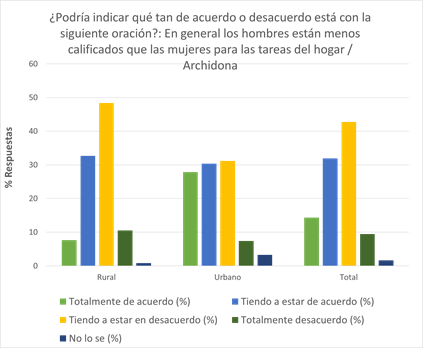 ¿Podría indicar qué tan de acuerdo o desacuerdo está con la
siguiente oración?: En general los hombres están menos
calificados que las mujeres para las tareas del hogar /
Archidona
60
50
40
30
20
10
0
% Respuestas
Rural
Urbano
Total
Totalmente de acuerdo (%)
Tiendo a estar de acuerdo (%)
Tiendo a estar en desacuerdo (%)
Totalmente desacuerdo (%)
No lo se (%)